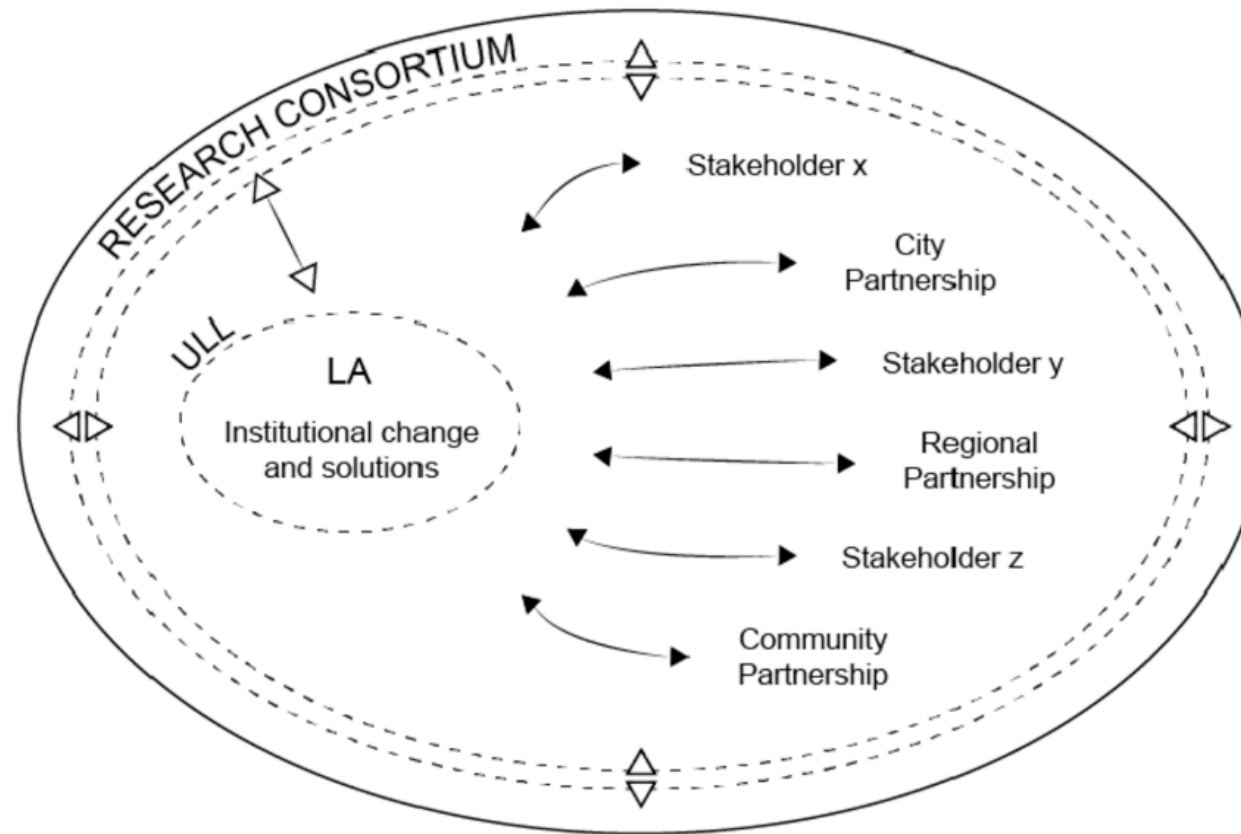 RESEARCH CONSORTIUM
Stakeholder x
City
Partnership
ULL
LA
Institutional change
and solutions
Stakeholder y
Regional
Partnership
Stakeholder z
Community
Partnership